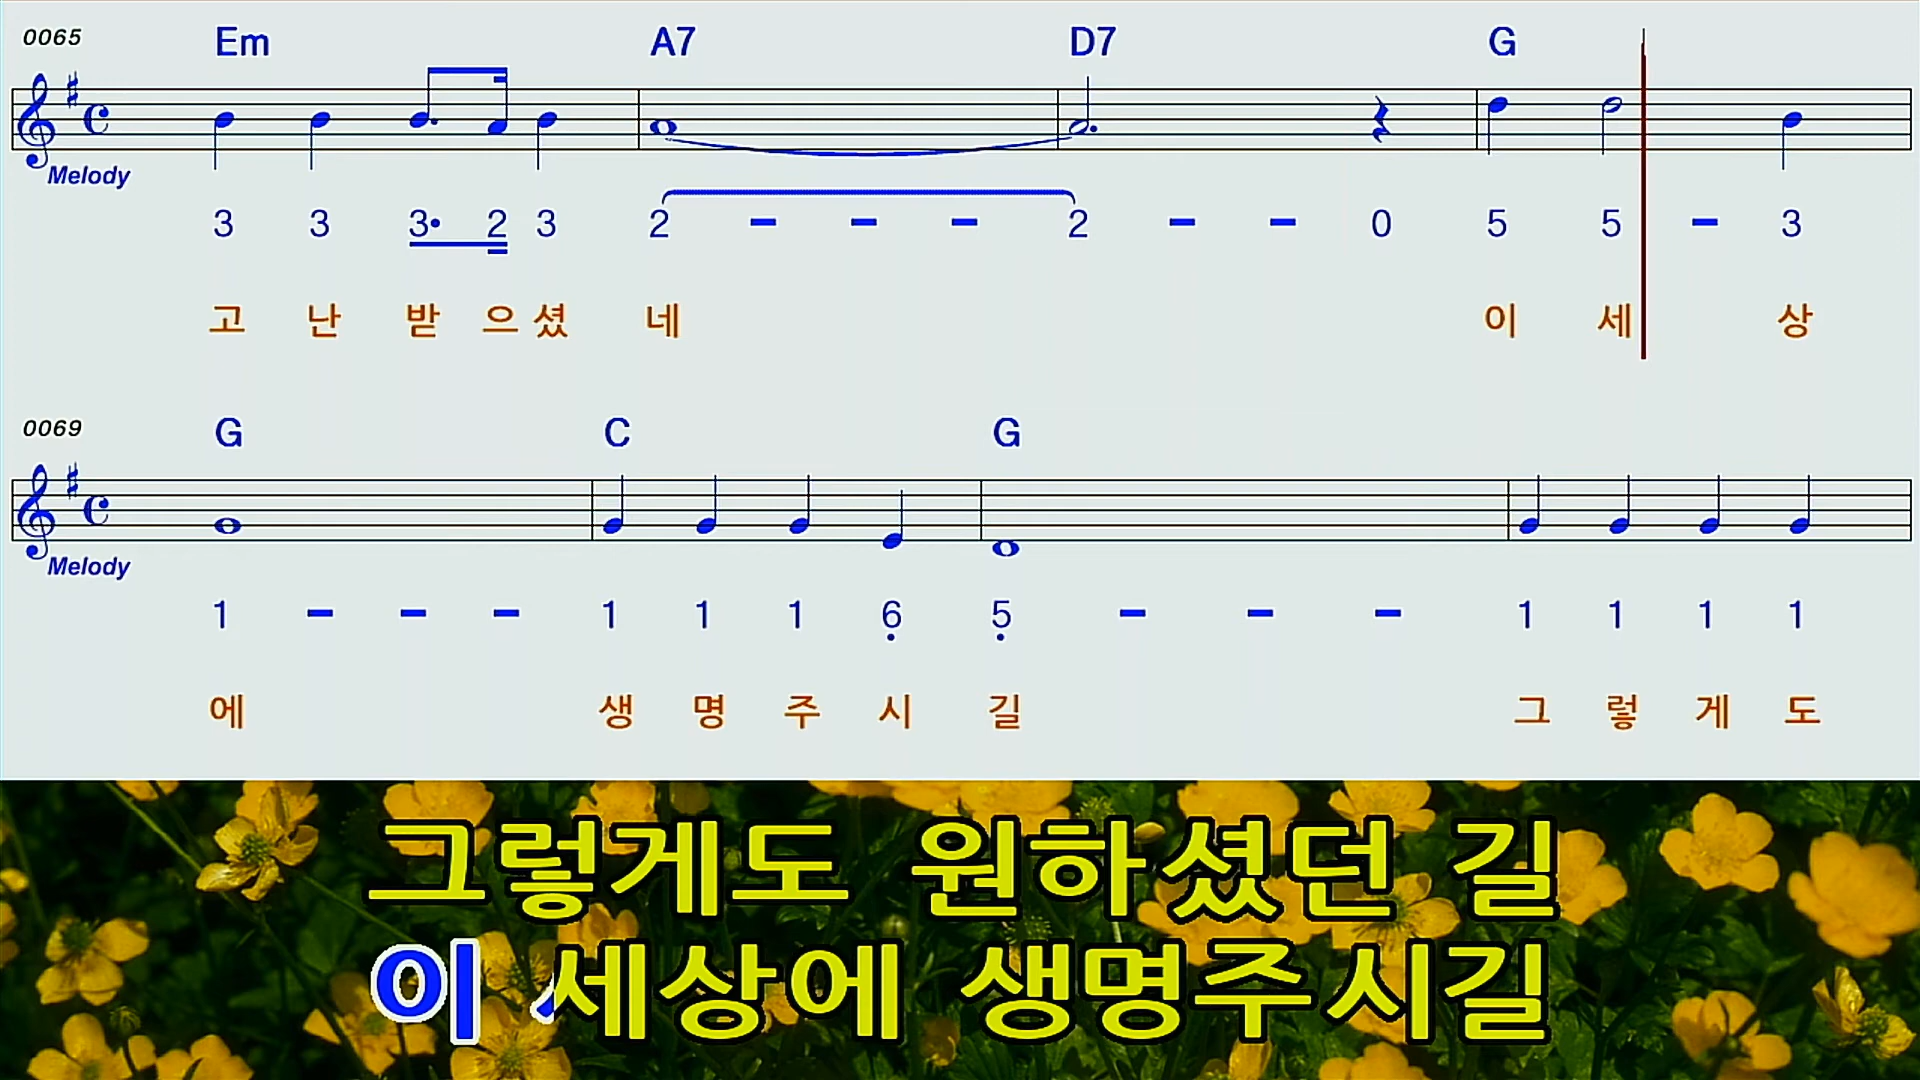 0065 Em A7 D7 G
Melody
3 3 3• 2 3 2 - - - 2 - - 0 5 5 - 3
고 난 받 으 셨 네 이 세 상
0069 G C G
Melody
1 - - - 1 1 1 6 5 - - - 1 1 1 1
에 생 명 주 시 길 그 렇 게 도
그렇게도 원하셨던 길
이 세상에 생명주시길